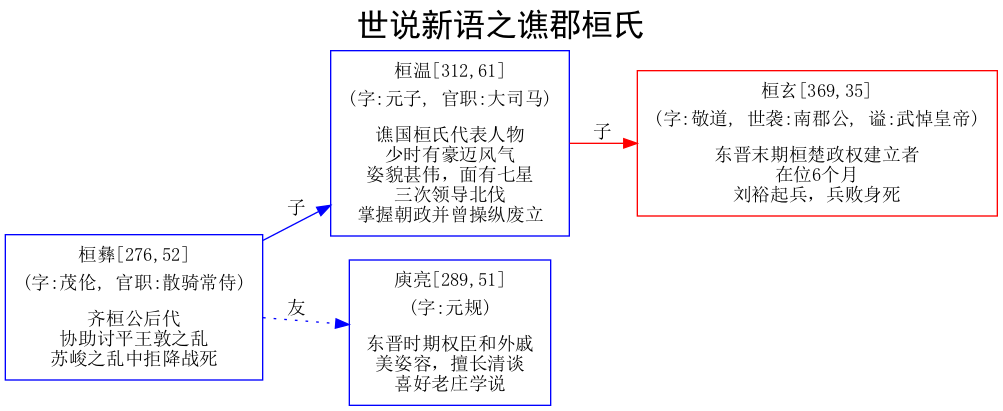 世说新语之谯郡桓氏
桓温[312,61]
(字:元子, 官职:大司马)
谯国桓氏代表人物
少时有豪迈风气
姿貌甚伟，面有七星
三次领导北伐
掌握朝政并曾操纵废立
子
桓玄[369,35]
(字:敬道, 世袭:南郡公, 谥:武悼皇帝)
东晋末期桓楚政权建立者
在位6个月
刘裕起兵，兵败身死
子
桓彝[276,52]
(字:茂伦, 官职:散骑常侍)
齐桓公后代
协助讨平王敦之乱
苏峻之乱中拒降战死
友
庾亮[289,51]
(字:元规)
东晋时期权臣和外戚
美姿容，擅长清谈
喜好老庄学说